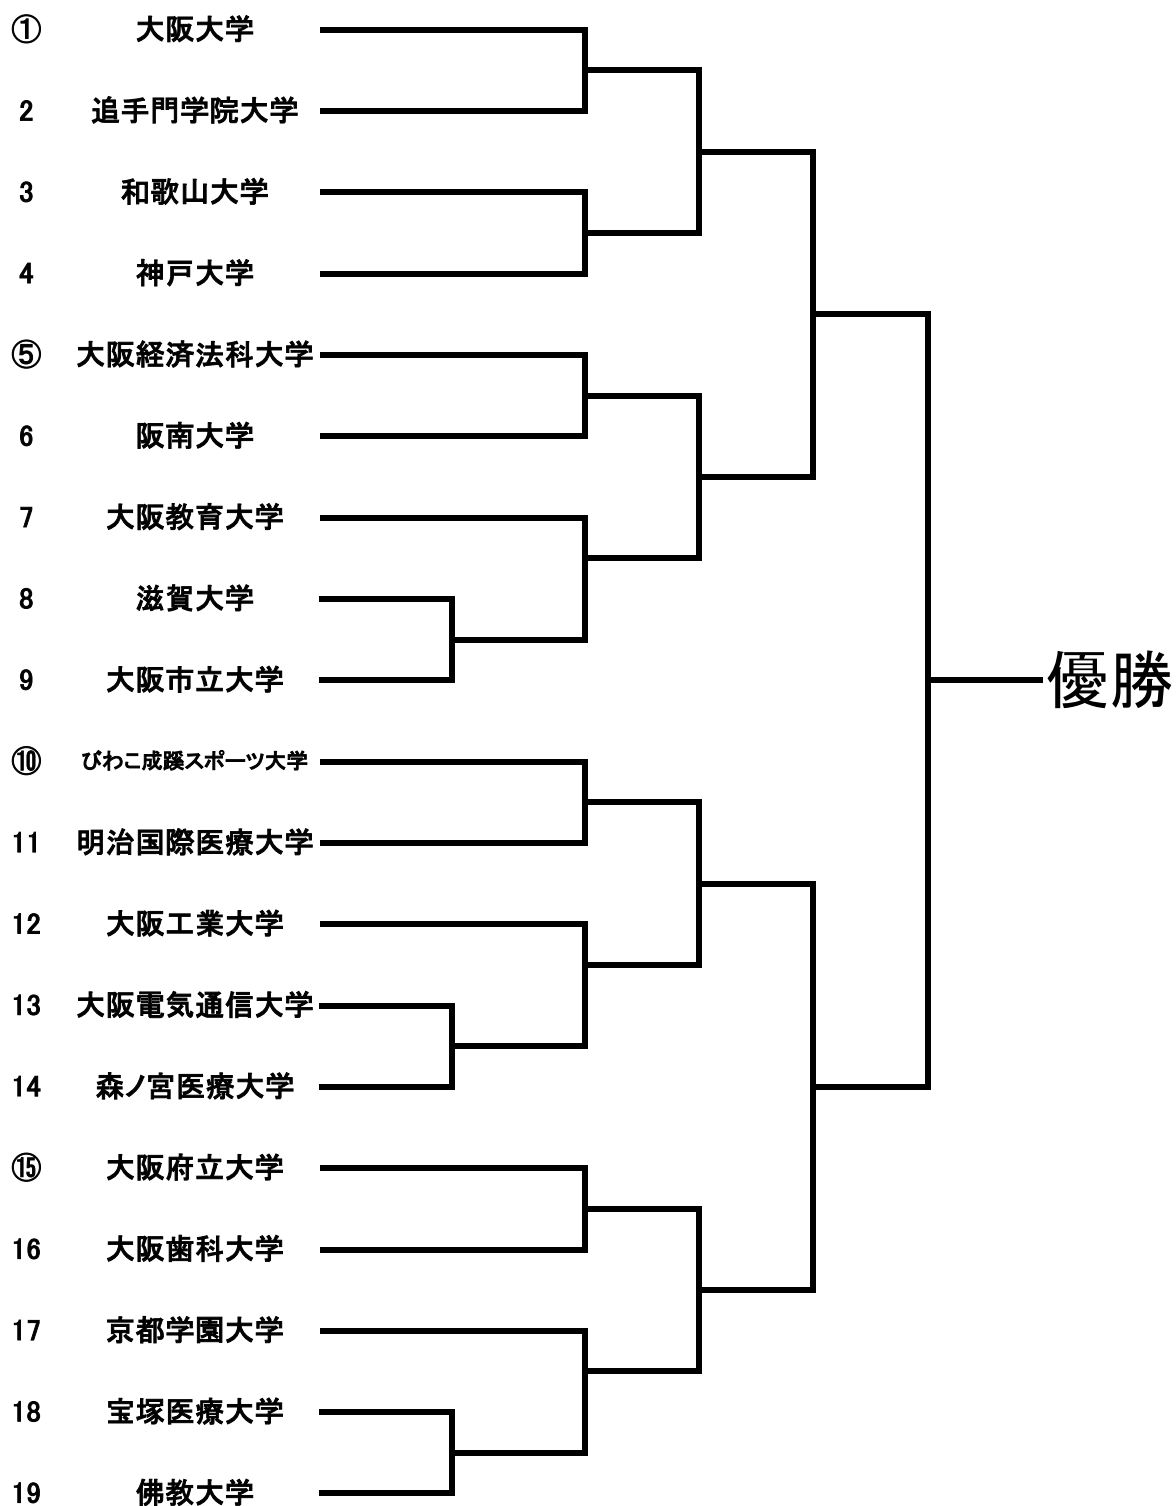 ① 大阪大学
2 追手門学院大学
3 和歌山大学
4 神戸大学
⑤ 大阪経済法科大学
6 阪南大学
7 大阪教育大学
8 滋賀大学
9 大阪市立大学
優勝
⑩ びわこ成蹊スポーツ大学
11 明治国際医療大学
12 大阪工業大学
13 大阪電気通信大学
14 森ノ宮医療大学
⑮ 大阪府立大学
16 大阪歯科大学
17 京都学園大学
18 宝塚医療大学
19 佛教大学